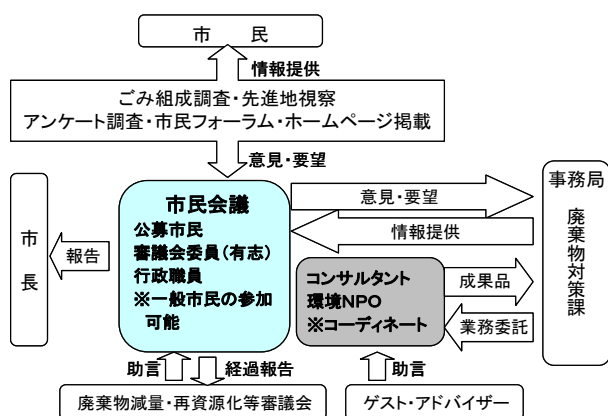 市　民
情報提供
ごみ組成調査・先進地視察
アンケート調査・市民フォーラム・ホームページ掲載
意見・要望
市民会議
公募市民
審議会委員(有志)
行政職員
※一般市民の参加
可能
市長
報告
意見・要望
情報提供
事務局
廃棄物対策課
コンサルタント
環境NPO
※コーディネート
成果品
業務委託
助言
経過報告
助言
廃棄物減量・再資源化等審議会
ゲスト・アドバイザー